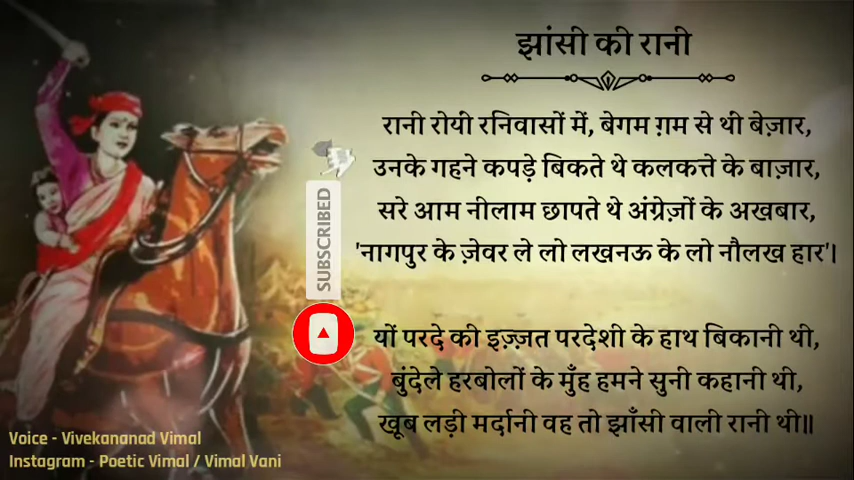 झांसी की रानी
रानी रोयीं रनिवासों में, बेगम ग़म से थीं बेज़ार,
उनके गहने कपड़े बिकते थे कलकत्ते के बाज़ार,
सरे आम नीलाम छापते थे अंग्रेज़ों के अखबार,
'नागपुर के ज़ेवर ले लो लखनऊ के लो नौलख हार'।
यों परदे की इज़्ज़त परदेशी के हाथ बिकानी थी,
बुंदेले हरबोलों के मुँह हमने सुनी कहानी थी,
खूब लड़ी मर्दानी वह तो झाँसी वाली रानी थी॥
SUBSCRIBED
Voice - Vivekananad Vimal
Instagram - Poetic Vimal / Vimal Vani